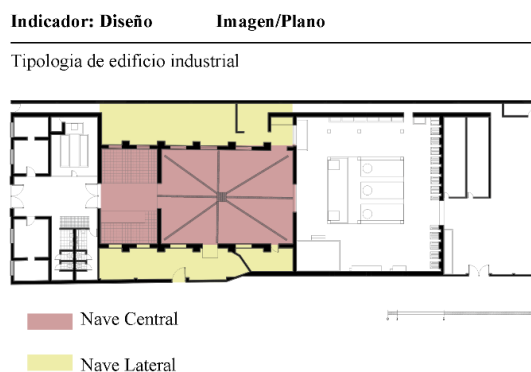 Indicador: Diseño Imagen/Plano
Tipologia de edificio industrial
Nave Central
Nave Lateral